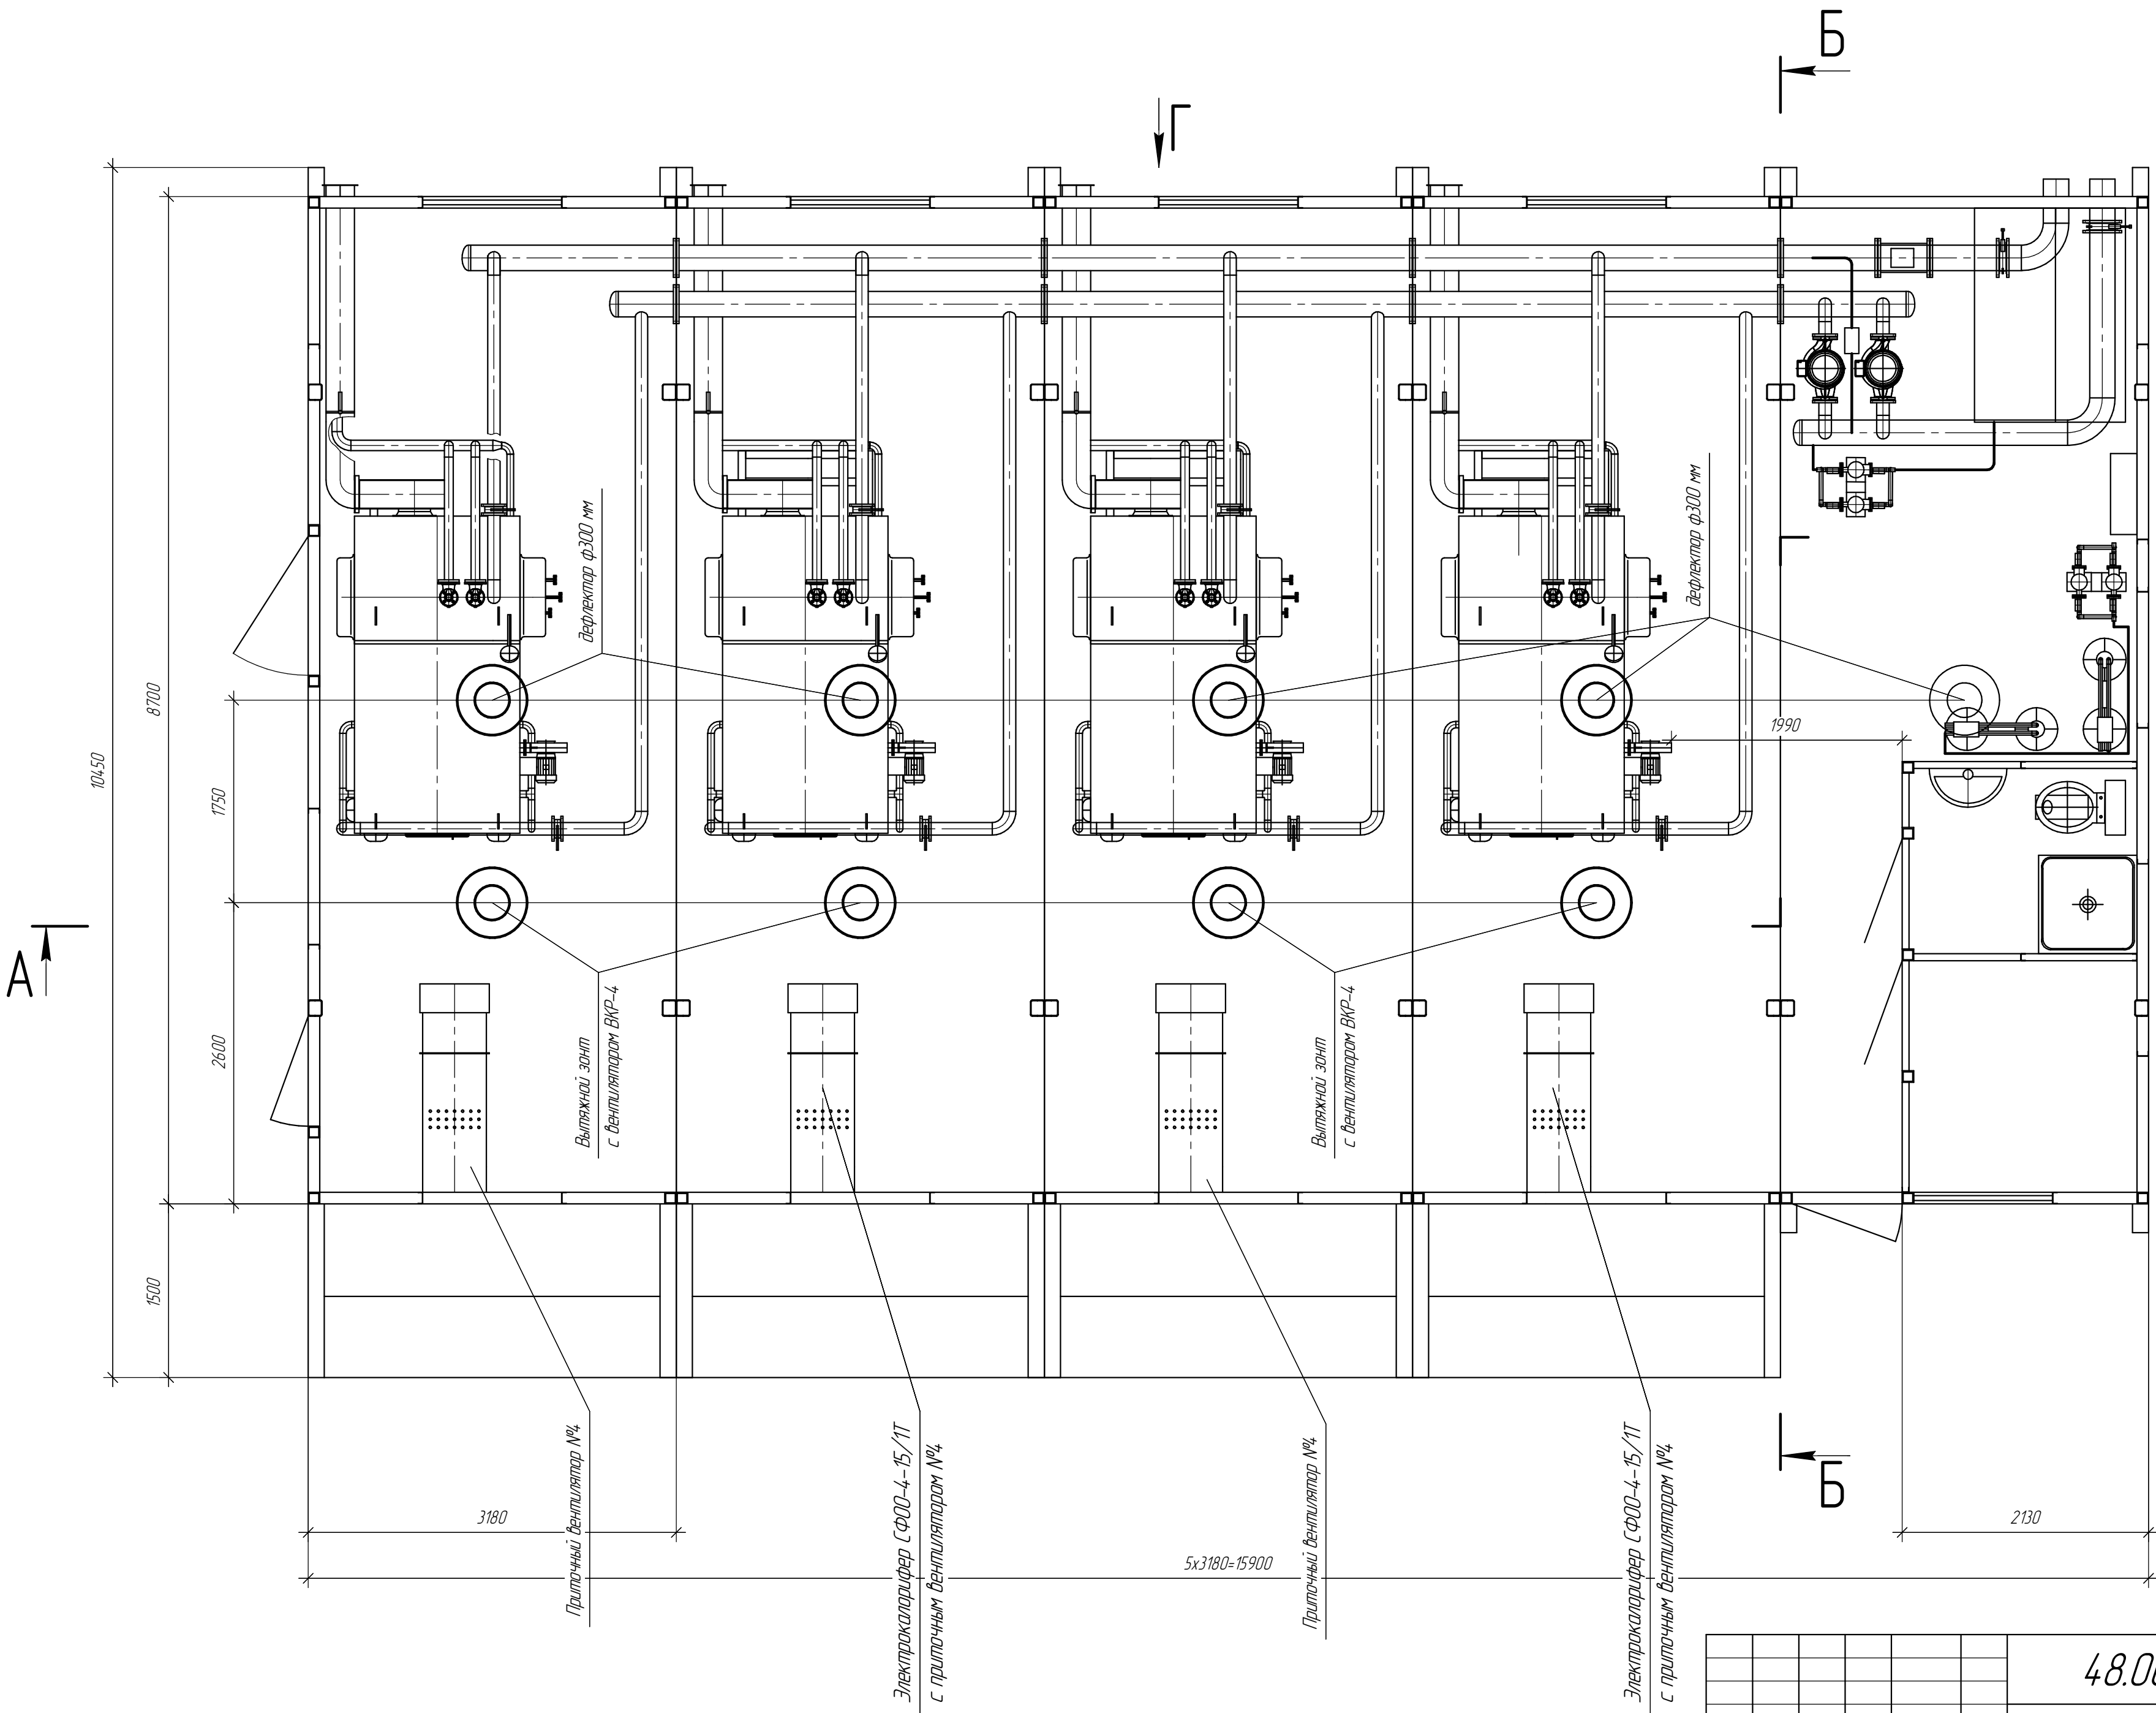 Б
Г
10450
8700
1750
2600
1500
А
Дефлектор ф300 мм
Дефлектор ф300 мм
1990
Вытяжной зонт
с вентилятором ВКР-4
Вытяжной зонт
с вентилятором ВКР-4
Приточный вентилятор №4
Электрокалорифер СФОО-4-15/1Т
с приточным вентилятором №4
Приточный вентилятор №4
Электрокалорифер СФОО-4-15/1Т
с приточным вентилятором №4
Б
3180
5х3180=15900
2130